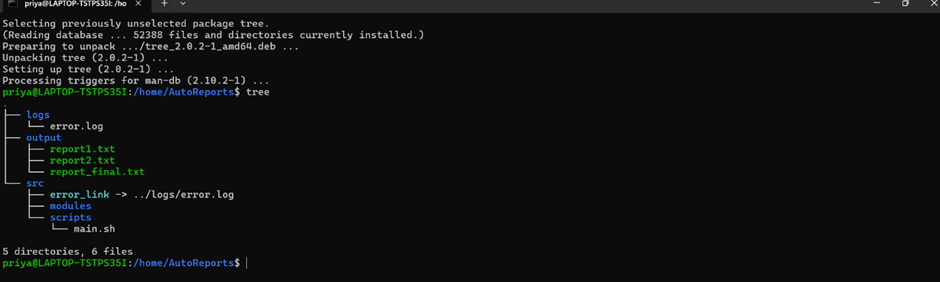 priya@LAPTOP-TSTPS35I: /ho
Selecting previously unselected package tree.
(Reading database ... 52388 files and directories currently installed.)
Preparing to unpack .../tree_2.0.2-1_amd64.deb ...
Unpacking tree (2.0.2-1) ...
Setting up tree (2.0.2-1) ...
Processing triggers for man-db (2.10.2-1) ...
priya@LAPTOP-TSTPS35I:/home/AutoReports$ tree
.
├── logs
│   └── error.log
├── output
│   ├── report1.txt
│   ├── report2.txt
│   └── report_final.txt
└── src
    ├── error_link -> ../logs/error.log
    ├── modules
    └── scripts
        └── main.sh
5 directories, 6 files
priya@LAPTOP-TSTPS35I:/home/AutoReports$